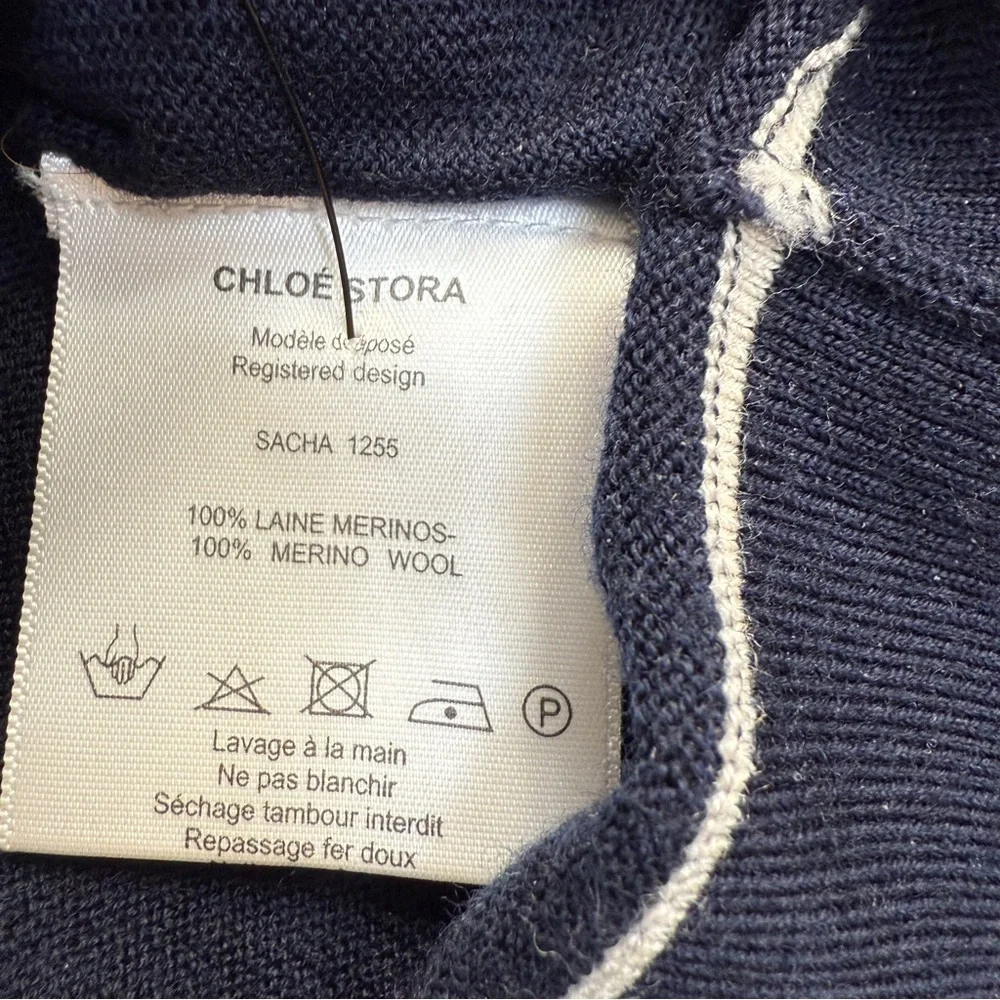 CHLOÉ STORA
Modèle déposé
Registered design
SACHA 1255
100% LAINE MERINOS-
100% MERINO WOOL
P
Lavage à la main
Ne pas blanchir
Séchage tambour interdit
Repassage fer doux